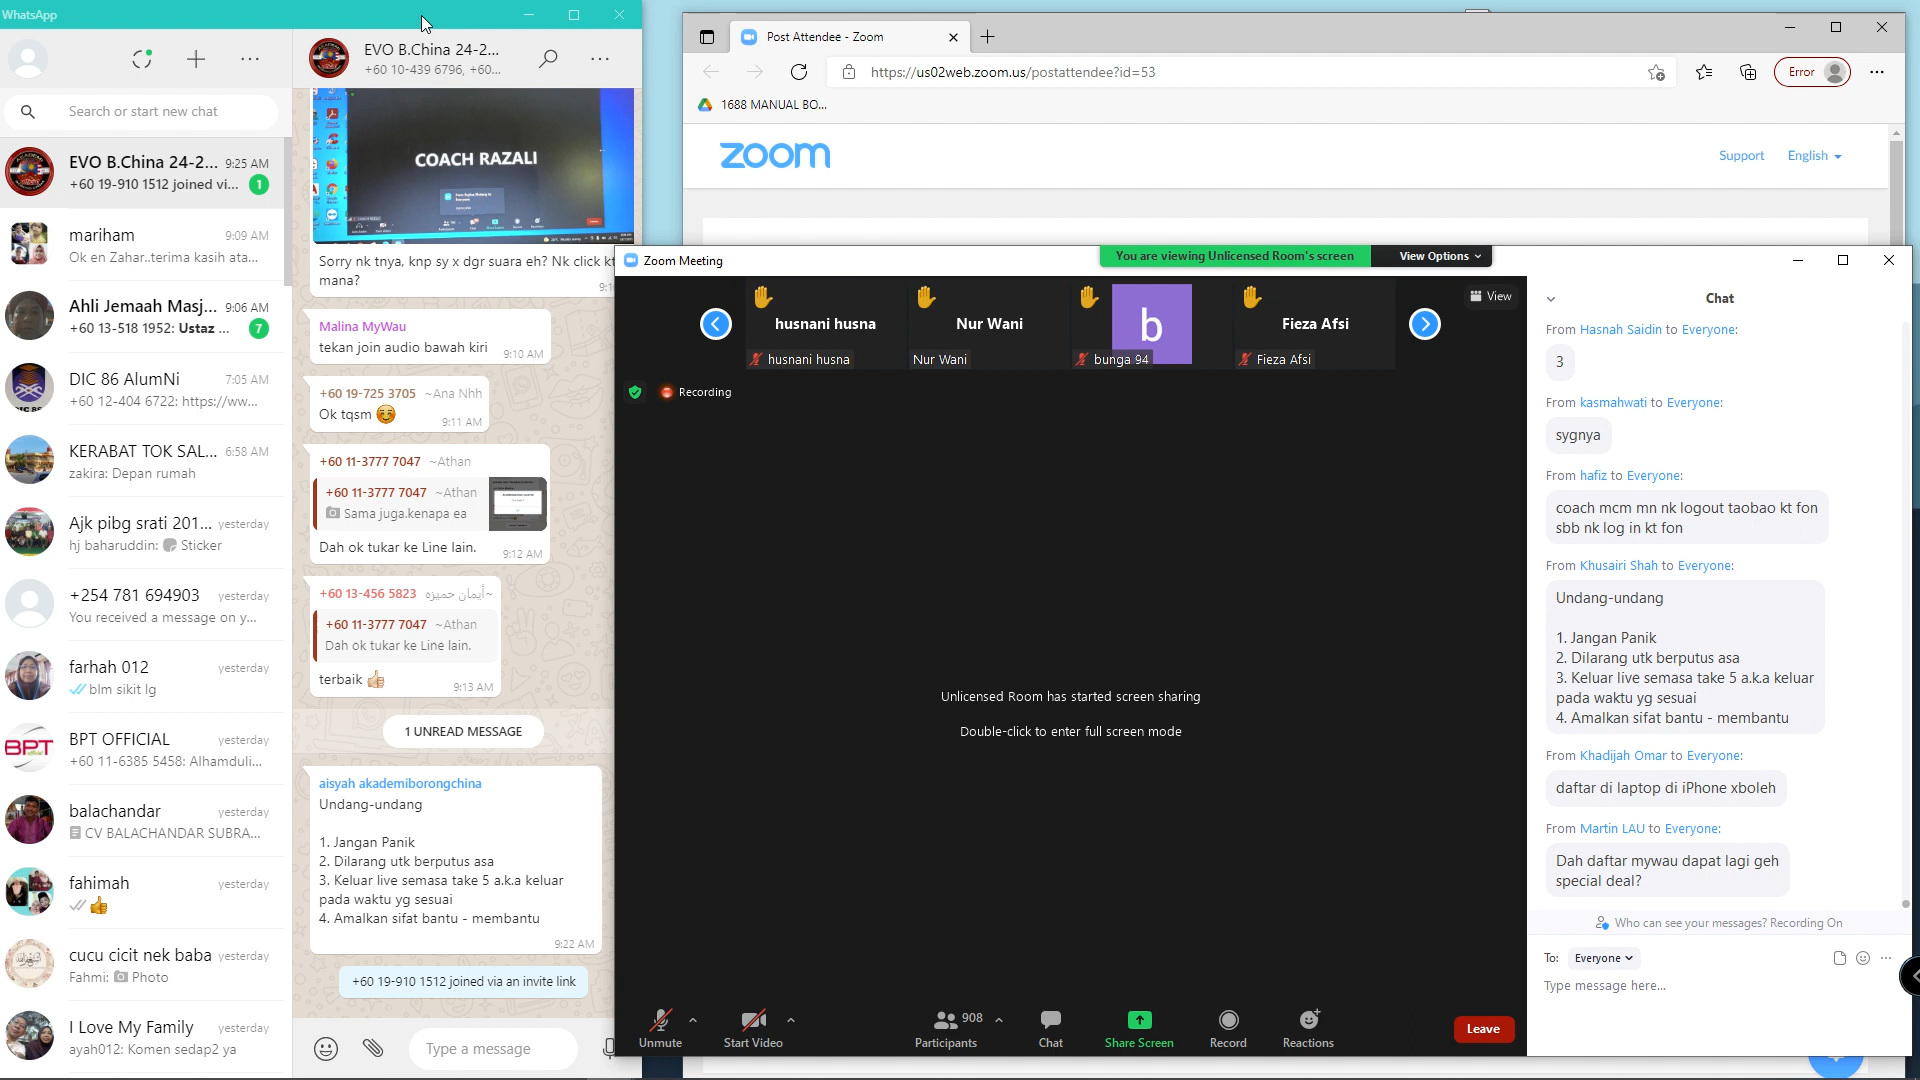 WhatsApp
Search or start new chat
EVO B.China 24-2... 9:25 AM
+60 19-910 1512 joined vi... 1
mariham 9:09 AM
Ok en Zahar..terima kasih ata...
Ahli Jemaah Masj... 9:06 AM
+60 13-518 1952: Ustaz ... 7
DIC 86 AlumNi 7:05 AM
+60 12-404 6722: https://ww...
KERABAT TOK SAL... 6:58 AM
zakira: Depan rumah
Ajk pibg srati 201... yesterday
hj baharuddin: Sticker
+254 781 694903 yesterday
You received a message on y...
farhah 012 yesterday
blm sikit lg
BPT OFFICIAL yesterday
+60 11-6385 5458: Alhamduli...
balachandar yesterday
CV BALACHANDAR SUBRA...
fahimah yesterday
👍
cucu cicit nek baba yesterday
Fahmi: Photo
I Love My Family yesterday
ayah012: Komen sedap2 ya
EVO B.China 24-2...
+60 10-439 6796, +60...
COACH RAZALI
Sorry nk tnya, knp sy x dgr suara eh? Nk click kt
mana?
Malina MyWau
tekan join audio bawah kiri 9:10 AM
+60 19-725 3705 ~Ana Nhh
Ok tqsm ☺️ 9:11 AM
+60 11-3777 7047 ~Athan
+60 11-3777 7047 ~Athan
Sama juga.kenapa ea
Dah ok tukar ke Line lain. 9:12 AM
+60 13-456 5823 ~أيمان حميزه
+60 11-3777 7047 ~Athan
Dah ok tukar ke Line lain.
terbaik 👍🏻 9:13 AM
1 UNREAD MESSAGE
aisyah akademiborongchina
Undang-undang
1. Jangan Panik
2. Dilarang utk berputus asa
3. Keluar live semasa take 5 a.k.a keluar
pada waktu yg sesuai
4. Amalkan sifat bantu - membantu
9:22 AM
+60 19-910 1512 joined via an invite link
Type a message
Post Attendee - Zoom
https://us02web.zoom.us/postattendee?id=53
Error
1688 MANUAL BO...
zoom
Support English
Zoom Meeting
You are viewing Unlicensed Room's screen View Options
View
husnani husna
husnani husna
Nur Wani
Nur Wani
b
bunga 94
Fieza Afsi
Fieza Afsi
Recording
Unlicensed Room has started screen sharing
Double-click to enter full screen mode
Unmute
Start Video
908
Participants
Chat
Share Screen
Record
Reactions
Leave
Chat
From Hasnah Saidin to Everyone:
3
From kasmahwati to Everyone:
sygnya
From hafiz to Everyone:
coach mcm mn nk logout taobao kt fon
sbb nk log in kt fon
From Khusairi Shah to Everyone:
Undang-undang
1. Jangan Panik
2. Dilarang utk berputus asa
3. Keluar live semasa take 5 a.k.a keluar
pada waktu yg sesuai
4. Amalkan sifat bantu - membantu
From Khadijah Omar to Everyone:
daftar di laptop di iPhone xboleh
From Martin LAU to Everyone:
Dah daftar mywau dapat lagi geh
special deal?
Who can see your messages? Recording On
To: Everyone
Type message here...